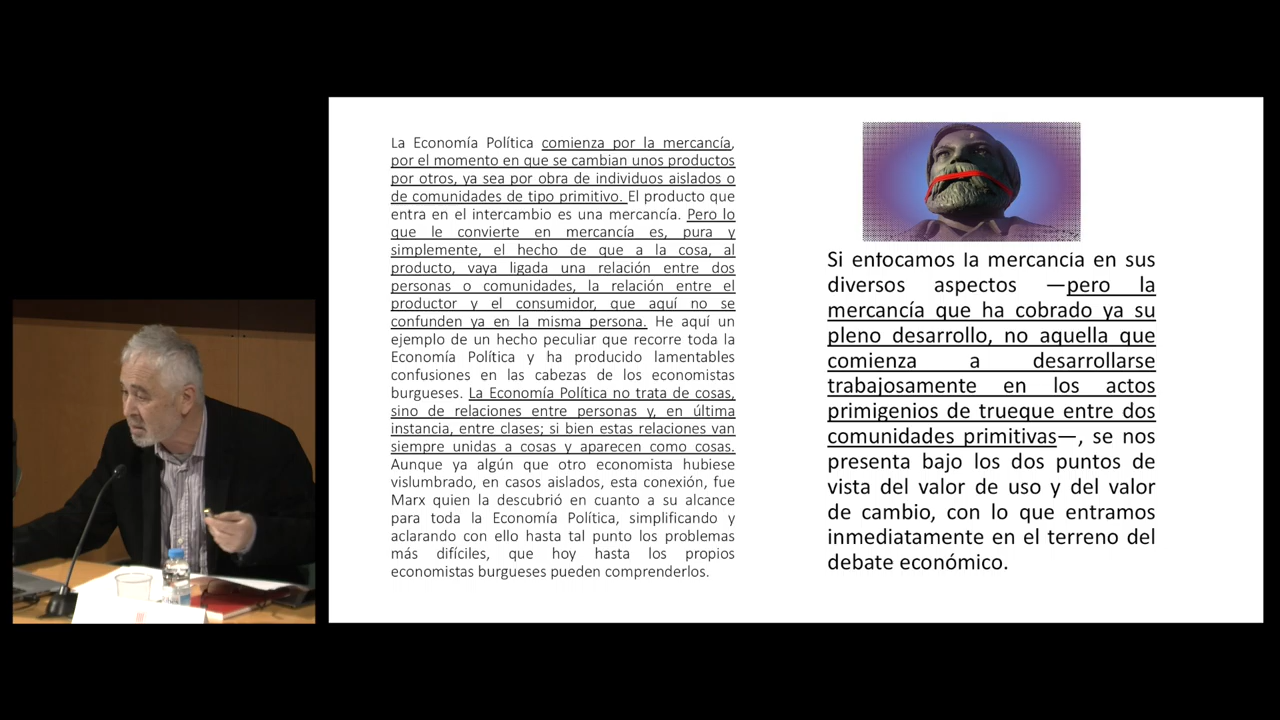 La Economía Política comienza por la mercancía,
por el momento en que se cambian unos productos
por otros, ya sea por obra de individuos aislados o
de comunidades de tipo primitivo. El producto que
entra en el intercambio es una mercancía. Pero lo
que le convierte en mercancía es, pura y
simplemente, el hecho de que a la cosa, al
producto, vaya ligada una relación entre dos
personas o comunidades, la relación entre el
productor y el consumidor, que aquí no se
confunden ya en la misma persona. He aquí un
ejemplo de un hecho peculiar que recorre toda la
Economía Política y ha producido lamentables
confusiones en las cabezas de los economistas
burgueses. La Economía Política no trata de cosas,
sino de relaciones entre personas y, en última
instancia, entre clases; si bien estas relaciones van
siempre unidas a cosas y aparecen como cosas.
Aunque ya algún que otro economista hubiese
vislumbrado, en casos aislados, esta conexión, fue
Marx quien la descubrió en cuanto a su alcance
para toda la Economía Política, simplificando y
aclarando con ello hasta tal punto los problemas
más difíciles, que hoy hasta los propios
economistas burgueses pueden comprenderlos.
Si enfocamos la mercancía en sus
diversos aspectos —pero la
mercancía que ha cobrado ya su
pleno desarrollo, no aquella que
comienza a desarrollarse
trabajosamente en los actos
primigenios de trueque entre dos
comunidades primitivas—, se nos
presenta bajo los dos puntos de
vista del valor de uso y del valor
de cambio, con lo que entramos
inmediatamente en el terreno del
debate económico.